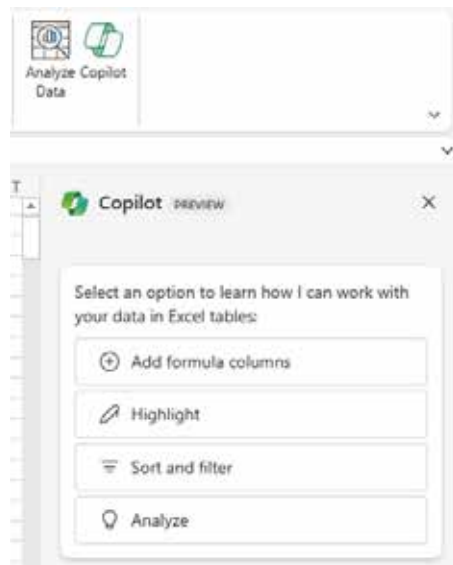 Analyze Copilot
Data
T
Copilot PREVIEW
Select an option to learn how I can work with
your data in Excel tables:
Add formula columns
Highlight
Sort and filter
Analyze